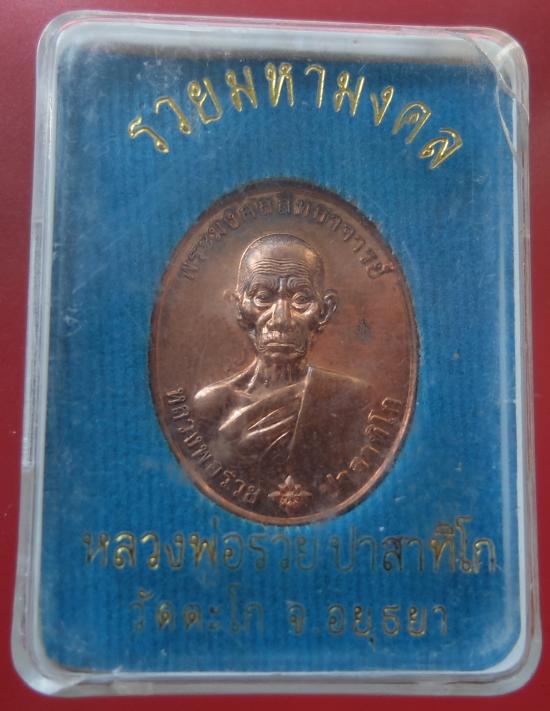 รวยมหามงคล
พระมงคลสิทธาจารย์
หลวงพ่อรวย ปาสาทิโก
หลวงพ่อรวย ปาสาทิโก
วัดตะโก จ.อยุธยา